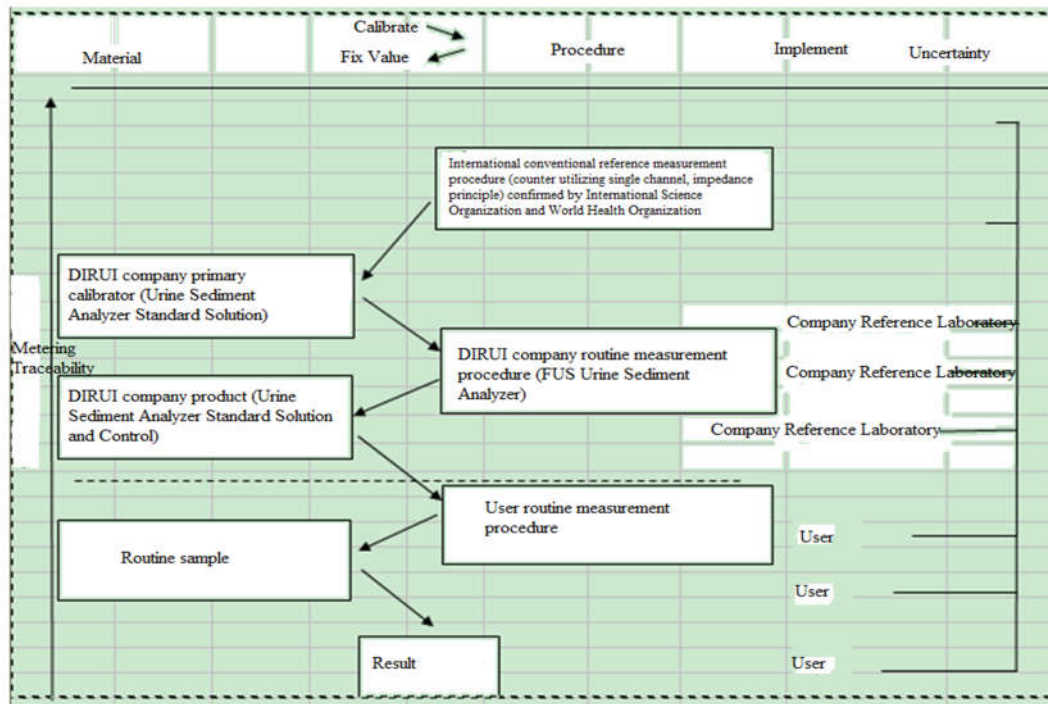 Calibrate
Fix Value
Material
Procedure
Implement
Uncertainty
International conventional reference measurement
procedure (counter utilizing single channel, impedance
principle) confirmed by International Science
Organization and World Health Organization
DIRUI company primary
calibrator (Urine Sediment
Analyzer Standard Solution)
Company Reference Laboratory
Metering
Traceability
DIRUI company routine measurement
procedure (FUS Urine Sediment
Analyzer)
Company Reference Laboratory
DIRUI company product (Urine
Sediment Analyzer Standard Solution
and Control)
Company Reference Laboratory
User routine measurement
procedure
User
Routine sample
User
Result
User